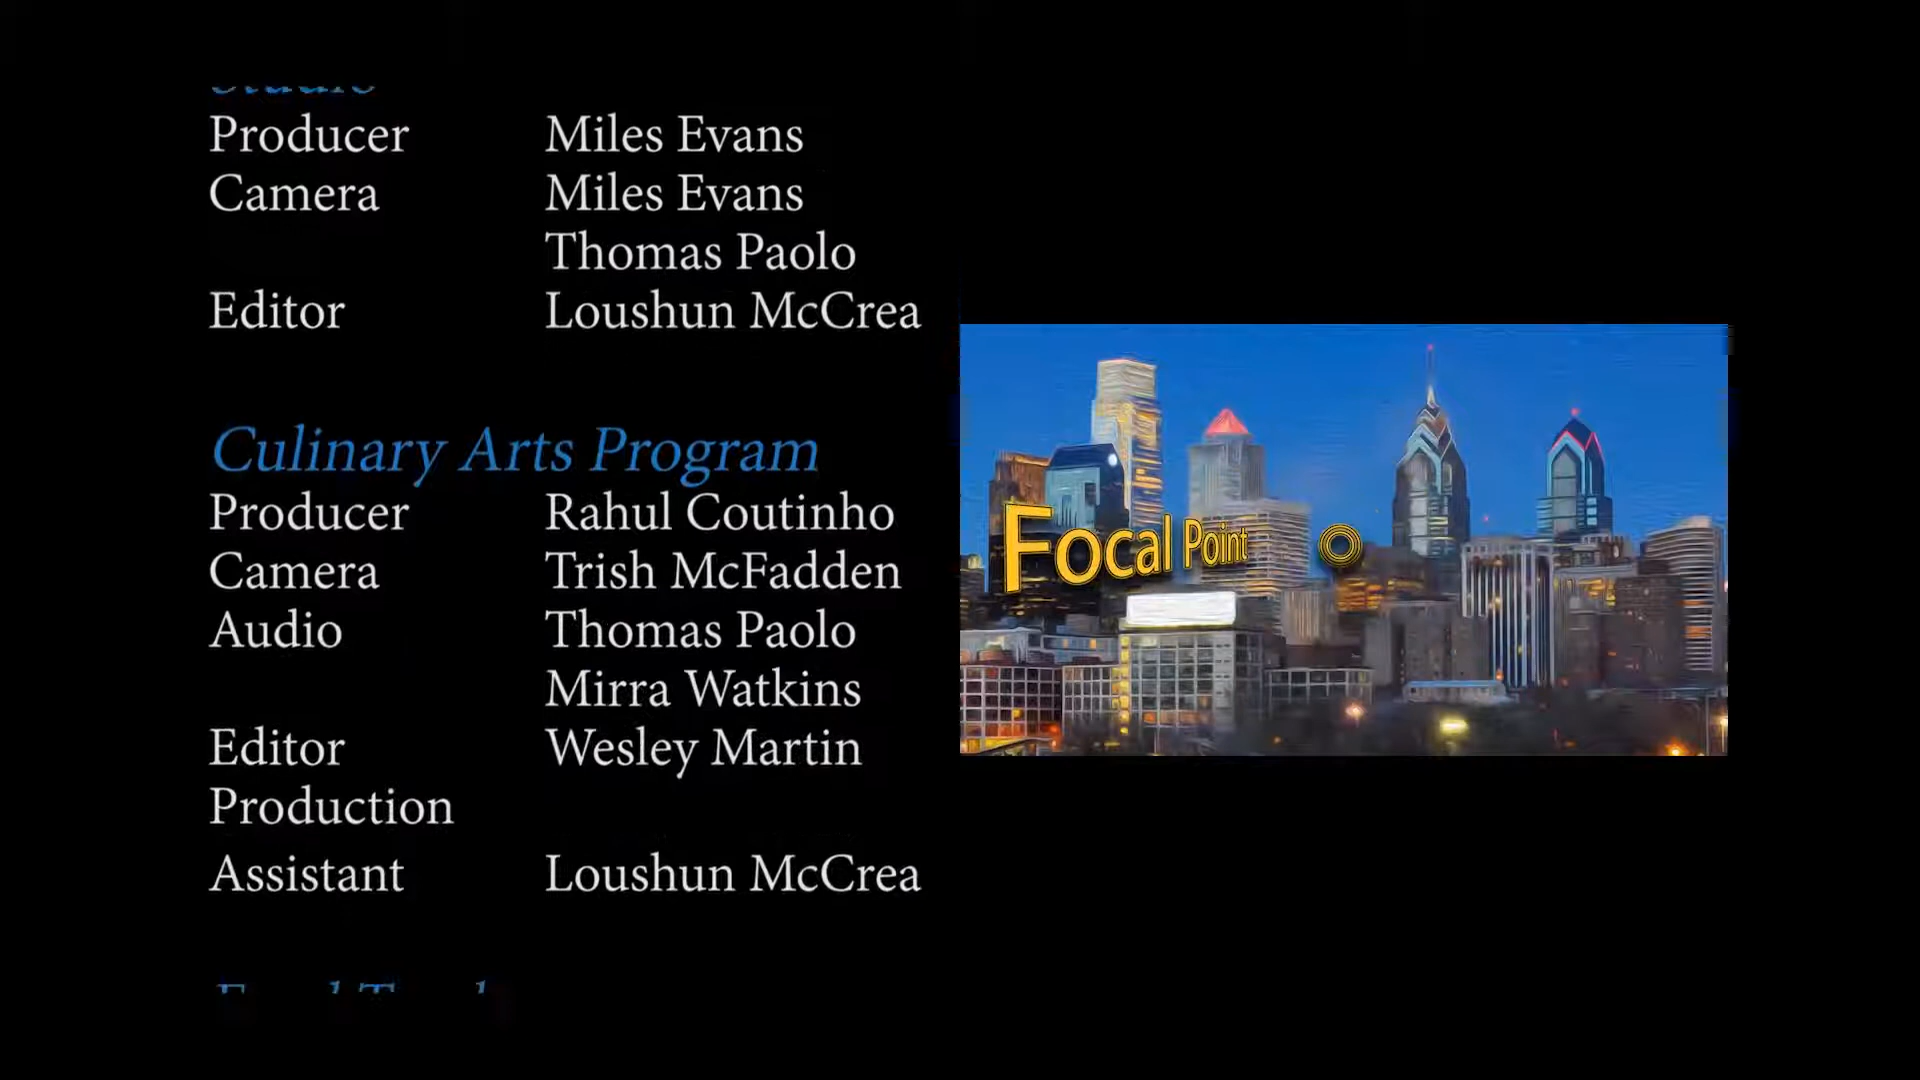 Producer Miles Evans
Camera Miles Evans
Thomas Paolo
Editor Loushun McCrea
Culinary Arts Program
Producer Rahul Coutinho
Camera Trish McFadden
Audio Thomas Paolo
Mirra Watkins
Editor Wesley Martin
Production
Assistant Loushun McCrea
Focal Point